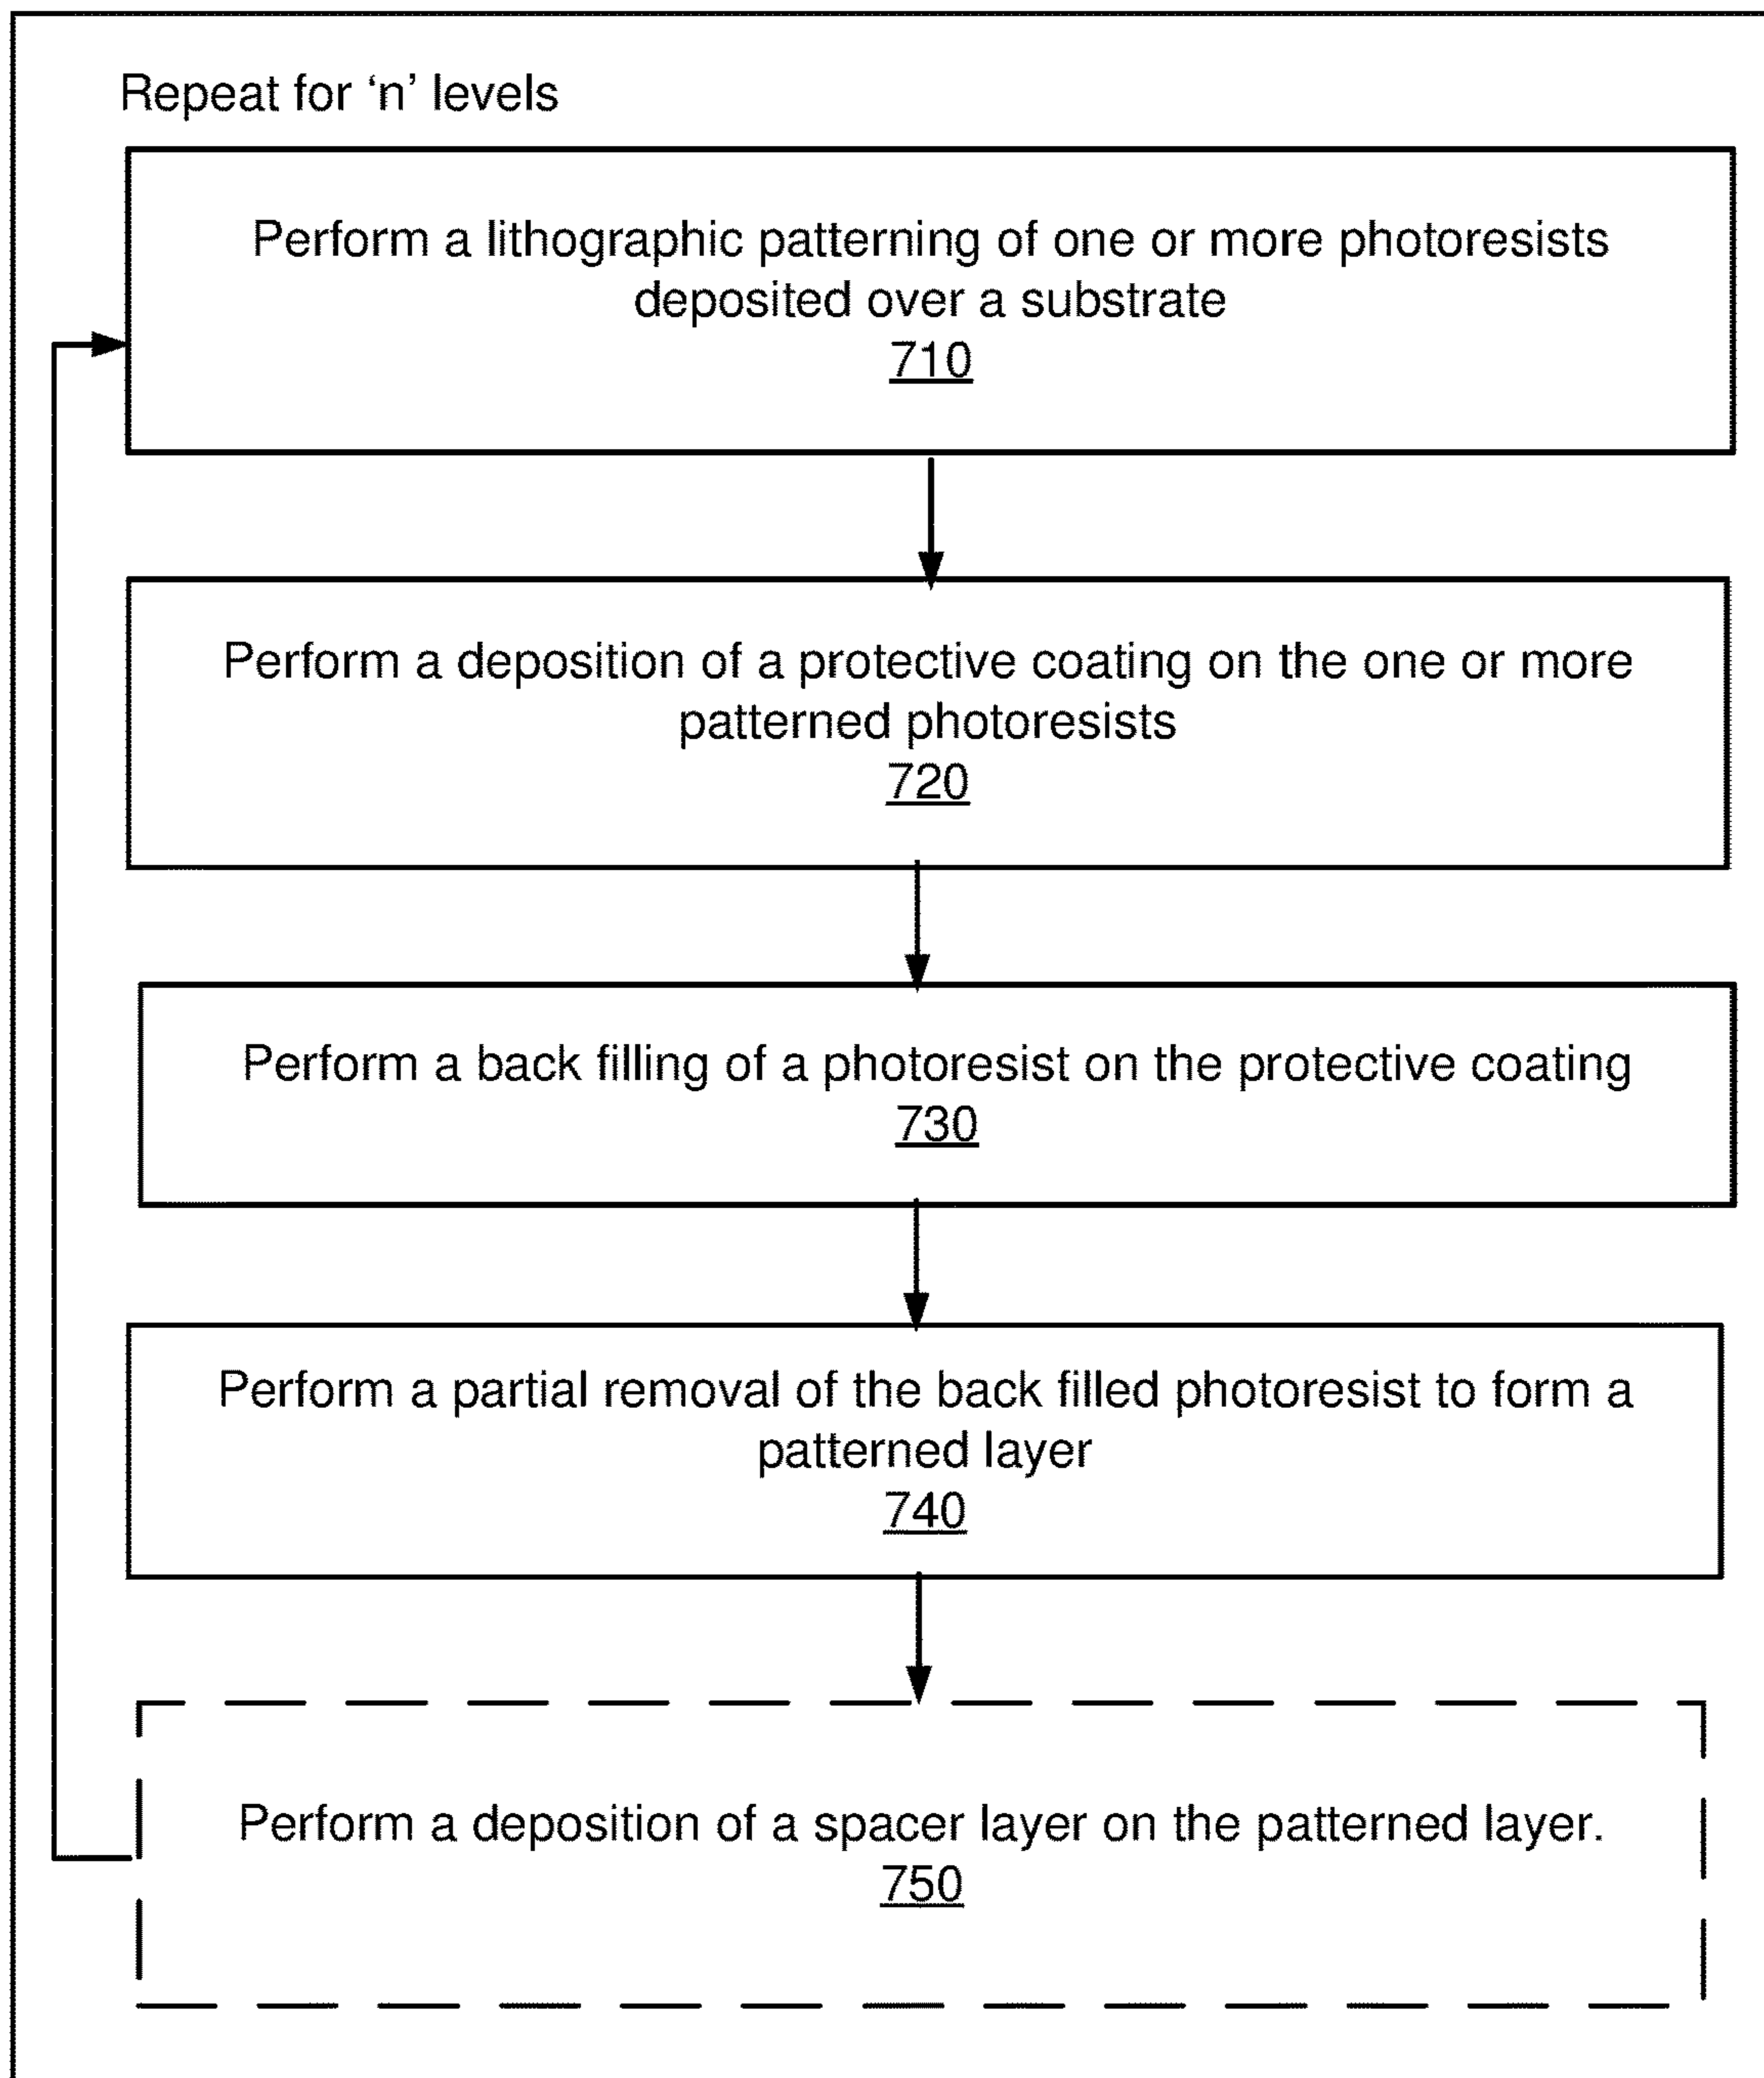 Repeat for ‘n’ levels
Perform a lithographic patterning of one or more photoresists
deposited over a substrate
710
Perform a deposition of a protective coating on the one or more
patterned photoresists
720
Perform a back filling of a photoresist on the protective coating
730
Perform a partial removal of the back filled photoresist to form a
patterned layer
740
Perform a deposition of a spacer layer on the patterned layer.
750